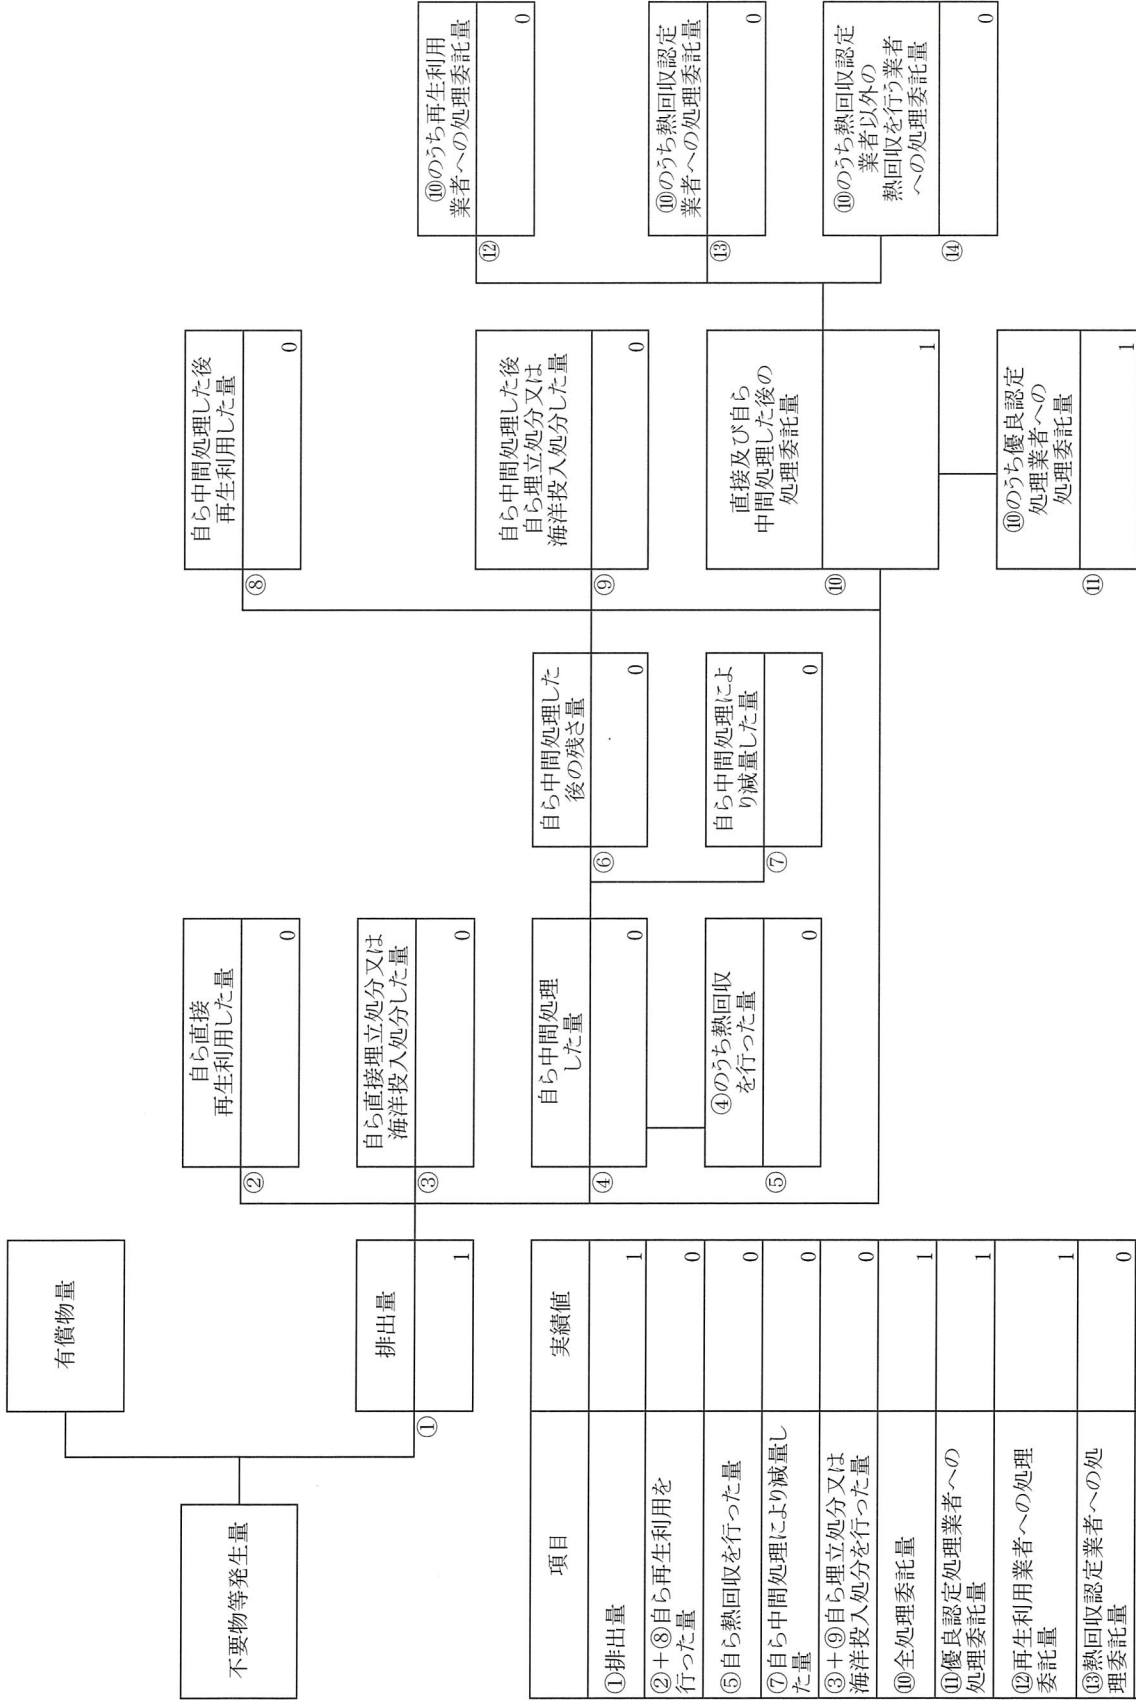 有償物量
不要物等発生量
排出量
①
1
自ら直接
再生利用した量
②
0
自ら直接埋立処分又は
海洋投入処分した量
③
0
自ら中間処理
した量
④
0
④のうち熱回収
を行った量
⑤
0
自ら中間処理した
後の残さ量
⑥
0
自ら中間処理によ
り減量した量
⑦
0
自ら中間処理した後
再生利用した量
⑧
0
自ら中間処理した後
自ら埋立処分又は
海洋投入処分した量
⑨
0
直接及び自ら
中間処理した後の
処理委託量
⑩
1
⑩のうち優良認定
処理業者への
処理委託量
⑪
1
⑩のうち再生利用
業者への処理委託量
⑫
0
⑩のうち熱回収認定
業者への処理委託量
⑬
0
⑩のうち熱回収認定
業者以外の
熱回収を行う業者
への処理委託量
⑭
0
項目 実績値
①排出量 1
②+⑧自ら再生利用を
行った量 0
⑤自ら熱回収を行った量 0
⑦自ら中間処理により減量し
た量 0
③+⑨自ら埋立処分又は
海洋投入処分を行った量 0
⑩全処理委託量 1
⑪優良認定処理業者への
処理委託量 1
⑫再生利用業者への処理
委託量 1
⑬熱回収認定業者への処
理委託量 0